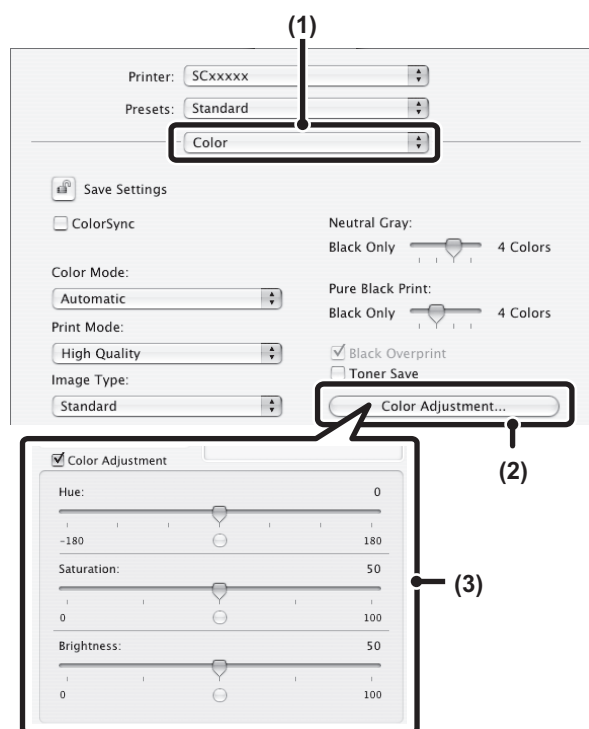 (1)
Printer: SCxxxxx
Presets: Standard
Color
Save Settings
ColorSync
Color Mode:
Automatic
Print Mode:
High Quality
Image Type:
Standard
Neutral Gray:
Black Only 4 Colors
Pure Black Print:
Black Only 4 Colors
Black Overprint
Toner Save
Color Adjustment...
(2)
Color Adjustment
Hue: 0
-180 180
Saturation: 50
0 100
Brightness: 50
0 100
(3)